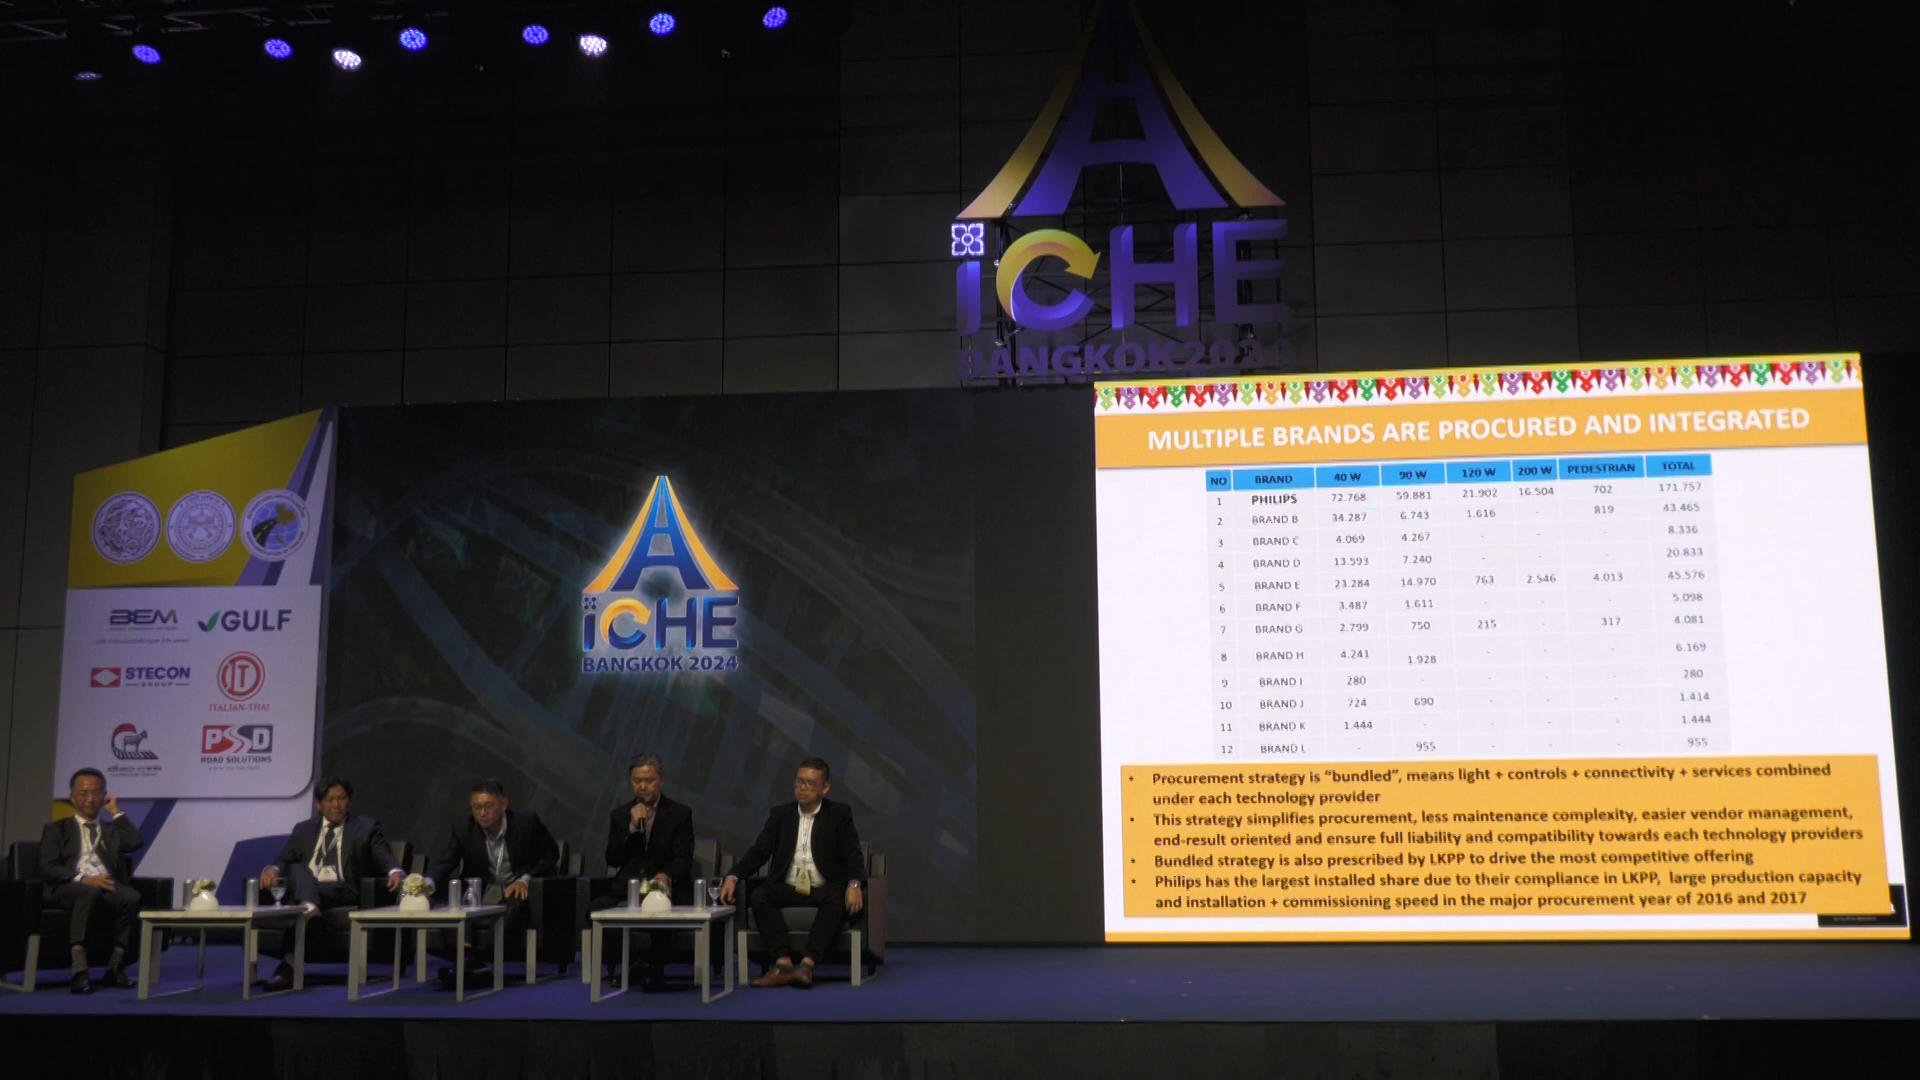 iCHE
BANGKOK 2024
BEM
GULF
STECON
GROUP
ITALIAN-THAI
PSD
ROAD SOLUTIONS
iCHE
BANGKOK 2024
MULTIPLE BRANDS ARE PROCURED AND INTEGRATED
NO BRAND 40 W 90 W 120 W 200 W PEDESTRIAN TOTAL
1 PHILIPS 72.768 59.881 21.902 16.504 702 171.757
2 BRAND B 34.287 6.743 1.616 - 819 43.465
3 BRAND C 4.069 4.267 - - - 8.336
4 BRAND D 13.593 7.240 - - - 20.833
5 BRAND E 23.284 14.970 763 2.546 4.013 45.576
6 BRAND F 3.487 1.611 - - - 5.098
7 BRAND G 2.799 750 215 - 317 4.081
8 BRAND H 4.241 1.928 - - - 6.169
9 BRAND I 280 - - - - 280
10 BRAND J 724 690 - - - 1.414
11 BRAND K 1.444 - - - - 1.444
12 BRAND L - 955 - - - 955
• Procurement strategy is “bundled”, means light + controls + connectivity + services combined
under each technology provider
• This strategy simplifies procurement, less maintenance complexity, easier vendor management,
end-result oriented and ensure full liability and compatibility towards each technology providers
• Bundled strategy is also prescribed by LKPP to drive the most competitive offering
• Philips has the largest installed share due to their compliance in LKPP, large production capacity
and installation + commissioning speed in the major procurement year of 2016 and 2017